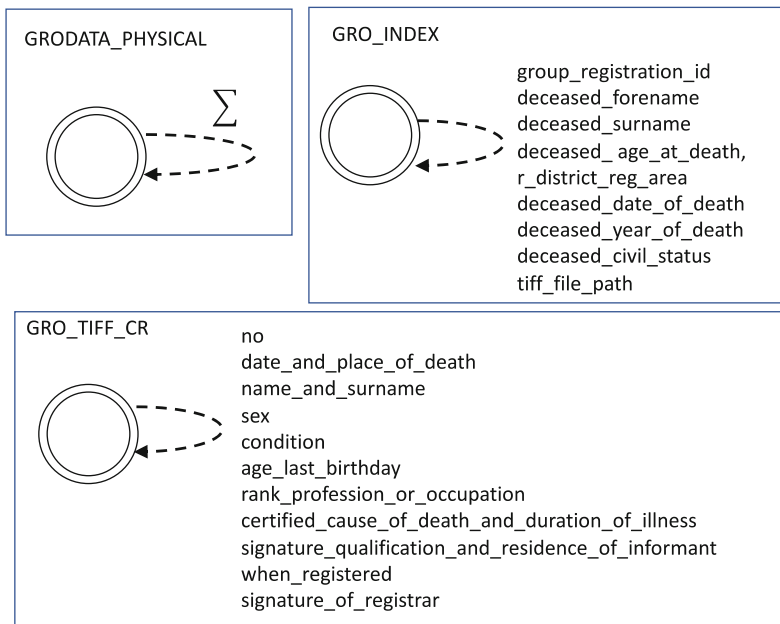 GRODATA_PHYSICAL
∑
GRO_INDEX
group_registration_id
deceased_forename
deceased_surname
deceased_ age_at_death,
r_district_reg_area
deceased_date_of_death
deceased_year_of_death
deceased_civil_status
tiff_file_path
GRO_TIFF_CR
no
date_and_place_of_death
name_and_surname
sex
condition
age_last_birthday
rank_profession_or_occupation
certified_cause_of_death_and_duration_of_illness
signature_qualification_and_residence_of_informant
when_registered
signature_of_registrar